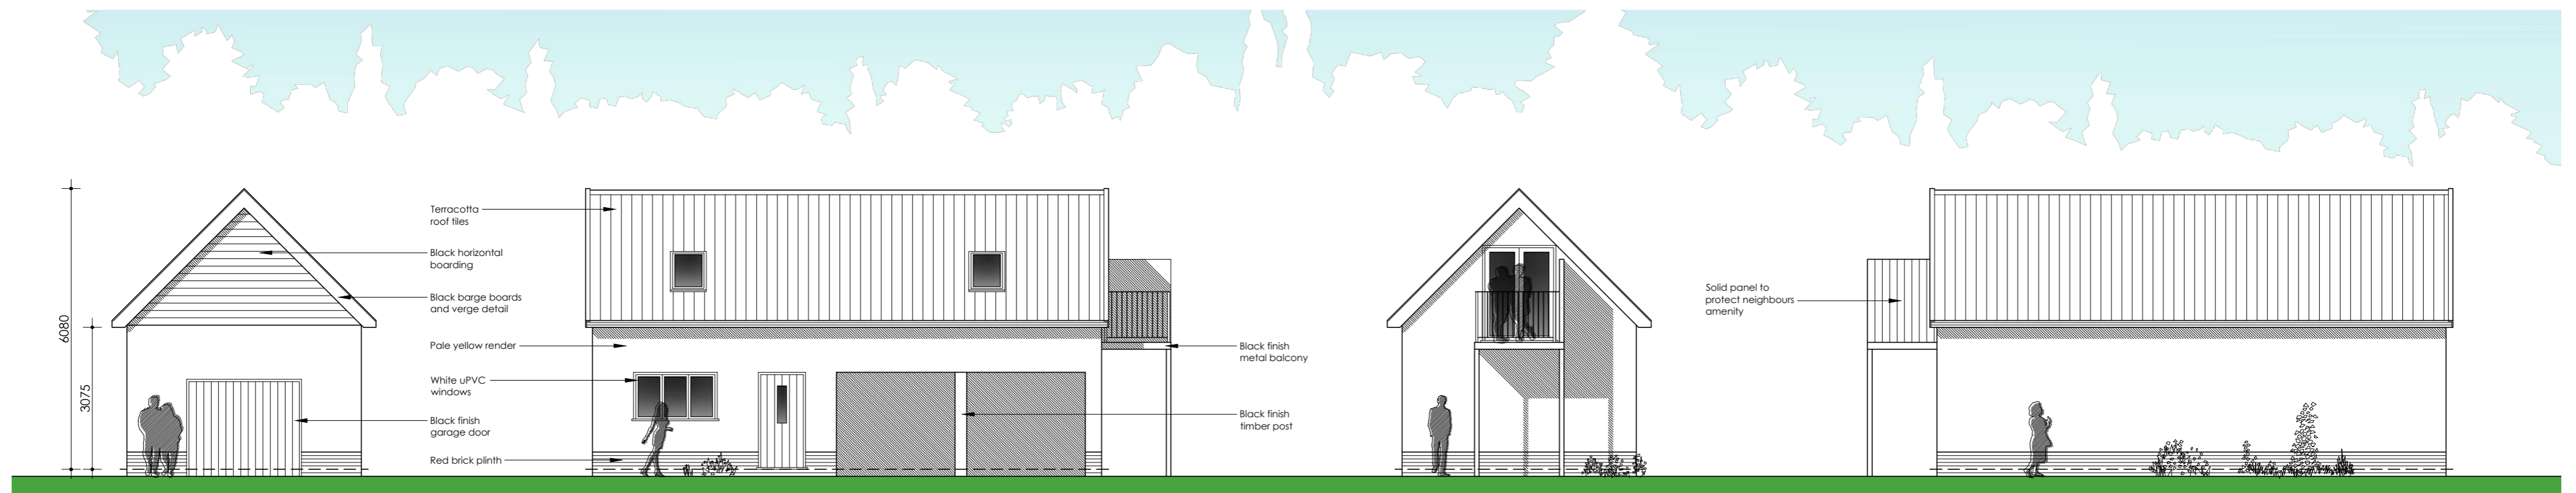 6080
3075
Terracotta
roof tiles
Black horizontal
boarding
Black barge boards
and verge detail
Pale yellow render
White uPVC
windows
Black finish
garage door
Red brick plinth
Black finish
metal balcony
Black finish
timber post
Solid panel to
protect neighbours
amenity